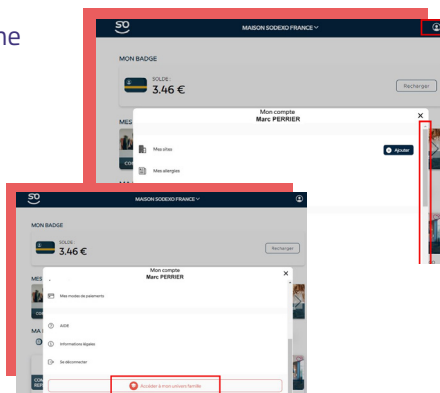 ne
SO
MAISON SODEXO FRANCE
MON BADGE
SOLDE :
3.46 €
Recharger
Mon compte
Marc PERRIER
MES
Mes sites
Ajouter
Mes allergies
SO
MAISON SODEXO FRANCE
MON BADGE
SOLDE :
3.46 €
Recharger
Mon compte
Marc PERRIER
MES
Mes modes de paiements
AIDE
MA
Informations légales
Se déconnecter
Accéder à mon univers famille